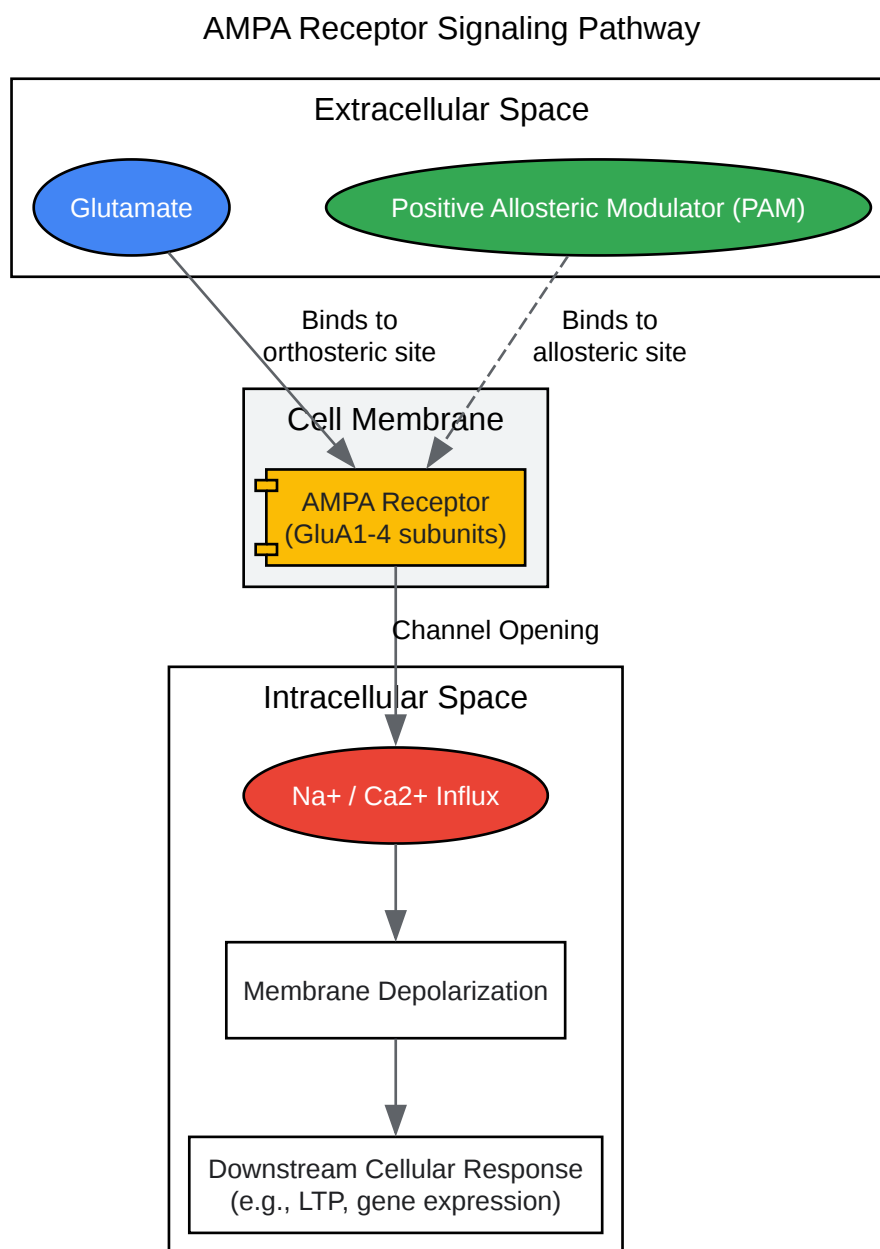 AMPA Receptor Signaling Pathway
Extracellular Space
Glutamate
Positive Allosteric Modulator (PAM)
Binds to
orthosteric site
Binds to
allosteric site
Cell Membrane
AMPA Receptor
(GluA1-4 subunits)
Channel Opening
Intracellular Space
Na+ / Ca2+ Influx
Membrane Depolarization
Downstream Cellular Response
(e.g., LTP, gene expression)